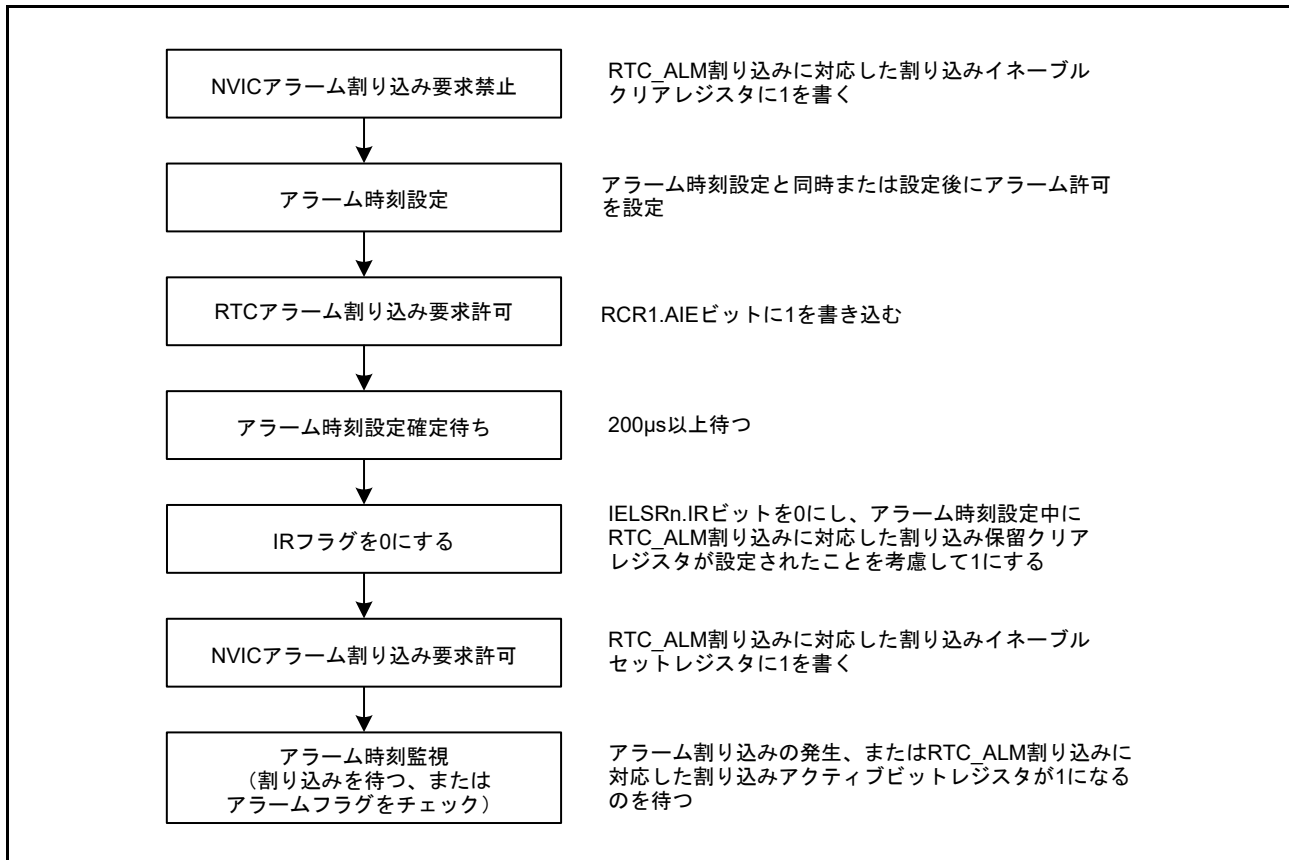 NVICアラーム割り込み要求禁止
RTC_ALM割り込みに対応した割り込みイネーブル
クリアレジスタに1を書く
アラーム時刻設定
アラーム時刻設定と同時または設定後にアラーム許可
を設定
RTCアラーム割り込み要求許可
RCR1.AIEビットに1を書き込む
アラーム時刻設定確定待ち
200µs以上待つ
IRフラグを0にする
IELSRn.IRビットを0にし、アラーム時刻設定中に
RTC_ALM割り込みに対応した割り込み保留クリア
レジスタが設定されたことを考慮して1にする
NVICアラーム割り込み要求許可
RTC_ALM割り込みに対応した割り込みイネーブル
セットレジスタに1を書く
アラーム時刻監視
（割り込みを待つ、または
アラームフラグをチェック）
アラーム割り込みの発生、またはRTC_ALM割り込みに
対応した割り込みアクティブビットレジスタが1になる
のを待つ